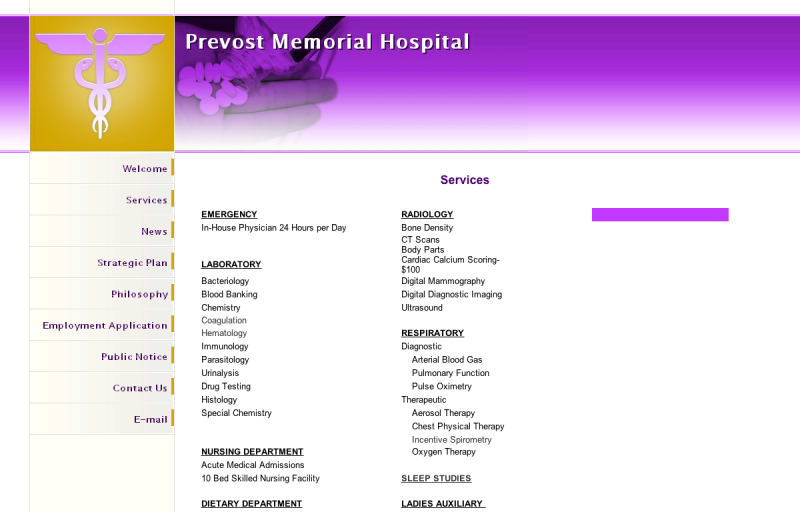 Prevost Memorial Hospital
Welcome
Services
News
Strategic Plan
Philosophy
Employment Application
Public Notice
Contact Us
E-mail
Services
EMERGENCY
In-House Physician 24 Hours per Day
LABORATORY
Bacteriology
Blood Banking
Chemistry
Coagulation
Hematology
Immunology
Parasitology
Urinalysis
Drug Testing
Histology
Special Chemistry
NURSING DEPARTMENT
Acute Medical Admissions
10 Bed Skilled Nursing Facility
DIETARY DEPARTMENT
RADIOLOGY
Bone Density
CT Scans
Body Parts
Cardiac Calcium Scoring-
$100
Digital Mammography
Digital Diagnostic Imaging
Ultrasound
RESPIRATORY
Diagnostic
Arterial Blood Gas
Pulmonary Function
Pulse Oximetry
Therapeutic
Aerosol Therapy
Chest Physical Therapy
Incentive Spirometry
Oxygen Therapy
SLEEP STUDIES
LADIES AUXILIARY